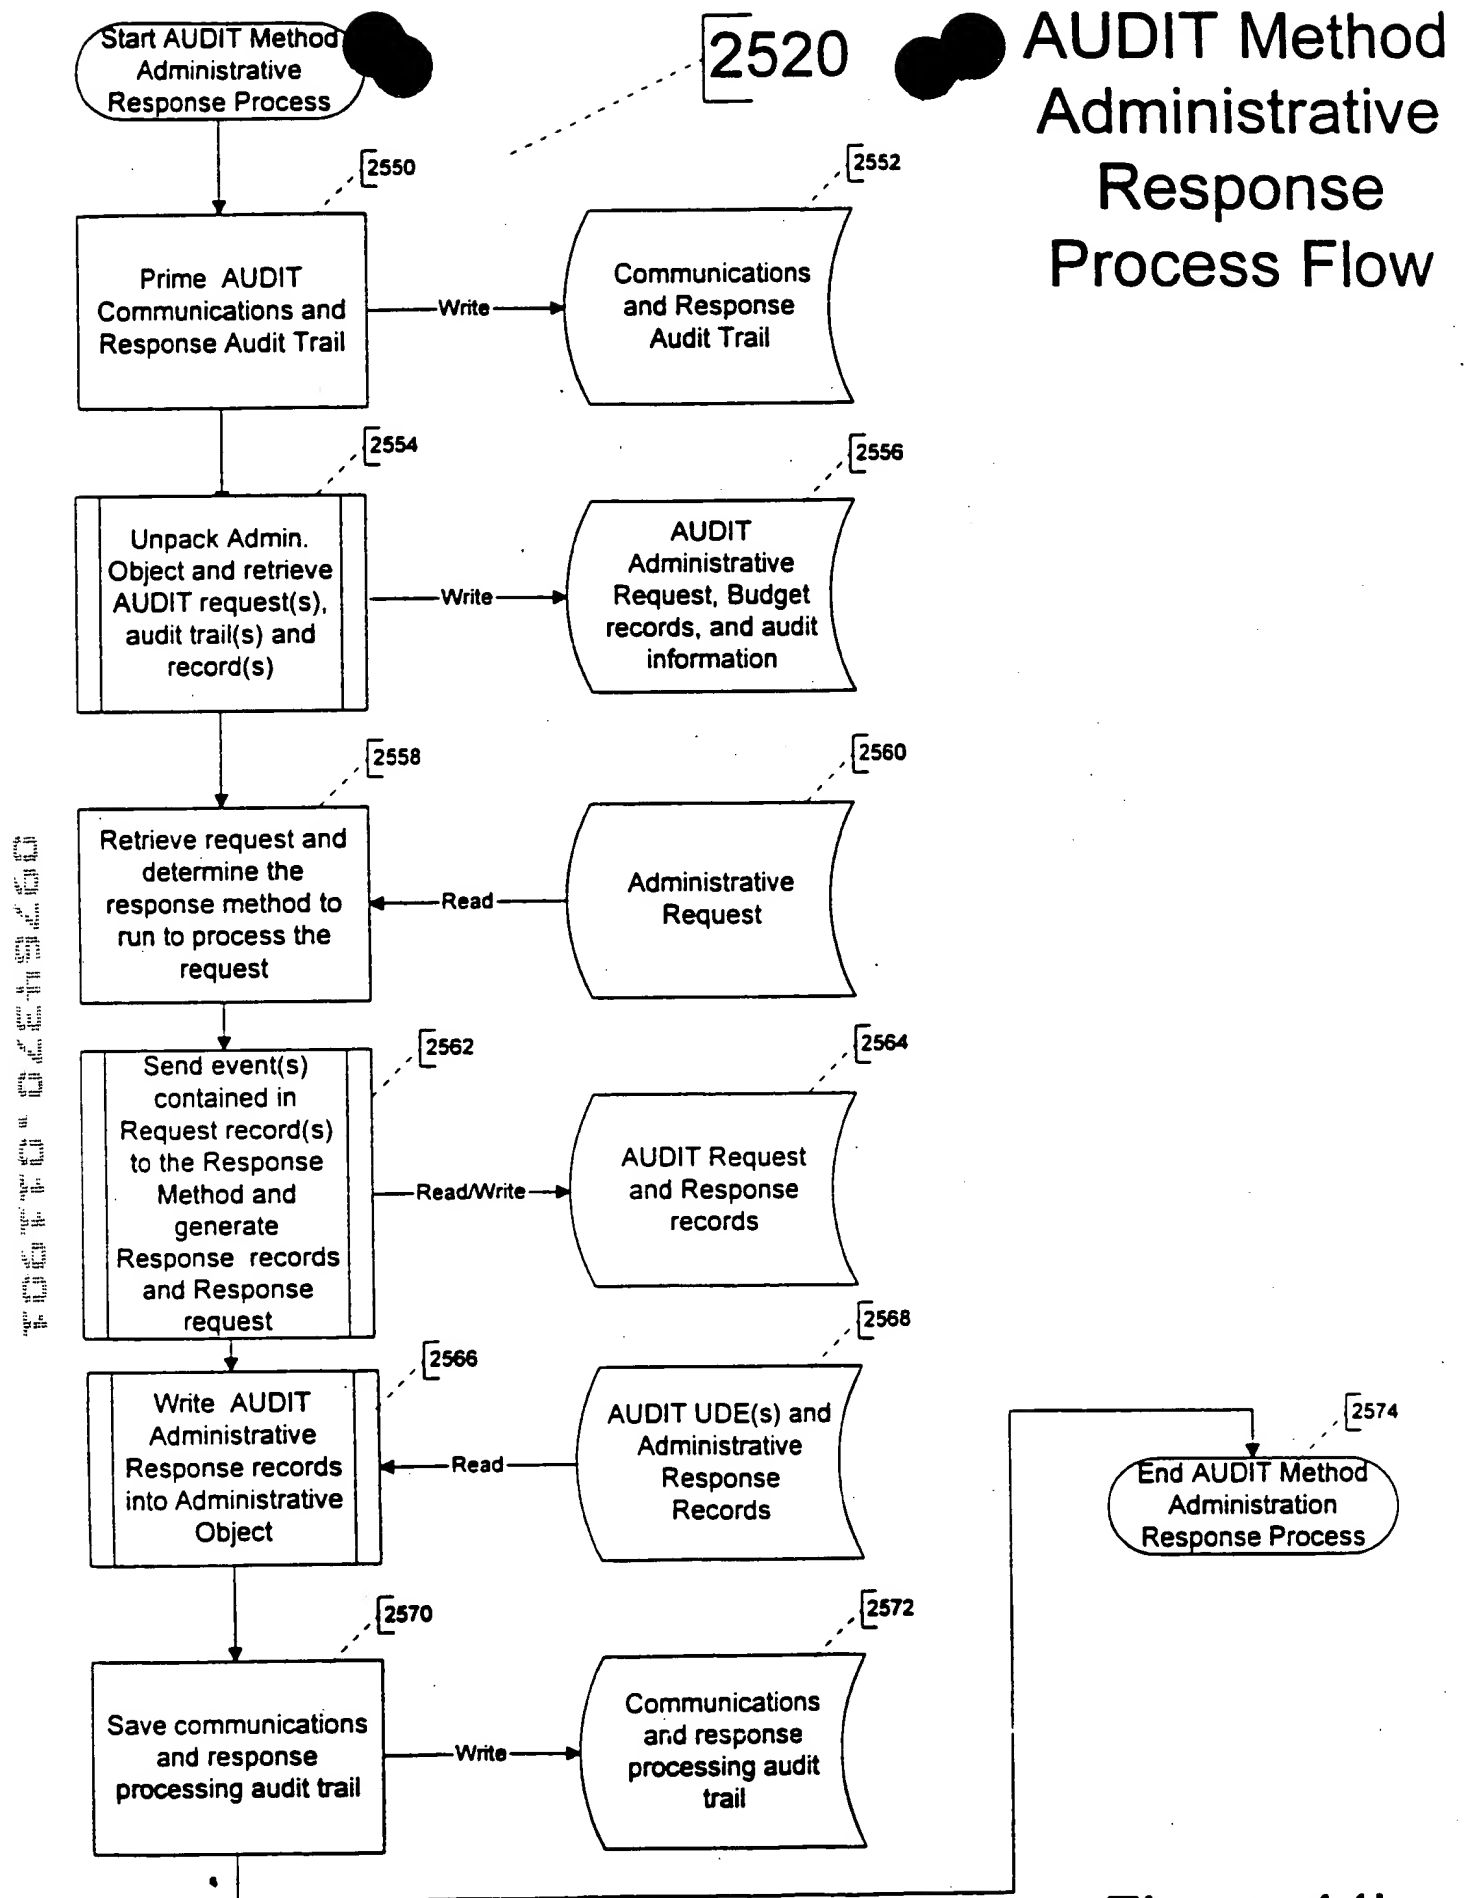 Start AUDIT Method
Administrative
Response Process
2520
AUDIT Method
Administrative
Response
Process Flow
2550
2552
Prime AUDIT
Communications and
Response Audit Trail
Write
Communications
and Response
Audit Trail
2554
2556
Unpack Admin.
Object and retrieve
AUDIT request(s),
audit trail(s) and
record(s)
Write
AUDIT
Administrative
Request, Budget
records, and audit
information
2558
2560
Retrieve request and
determine the
response method to
run to process the
request
Read
Administrative
Request
2562
2564
Send event(s)
contained in
Request record(s)
to the Response
Method and
generate
Response records
and Response
request
Read/Write
AUDIT Request
and Response
records
2566
2568
Write AUDIT
Administrative
Response records
into Administrative
Object
Read
AUDIT UDE(s) and
Administrative
Response
Records
2574
End AUDIT Method
Administration
Response Process
2570
2572
Save communications
and response
processing audit trail
Write
Communications
and response
processing audit
trail